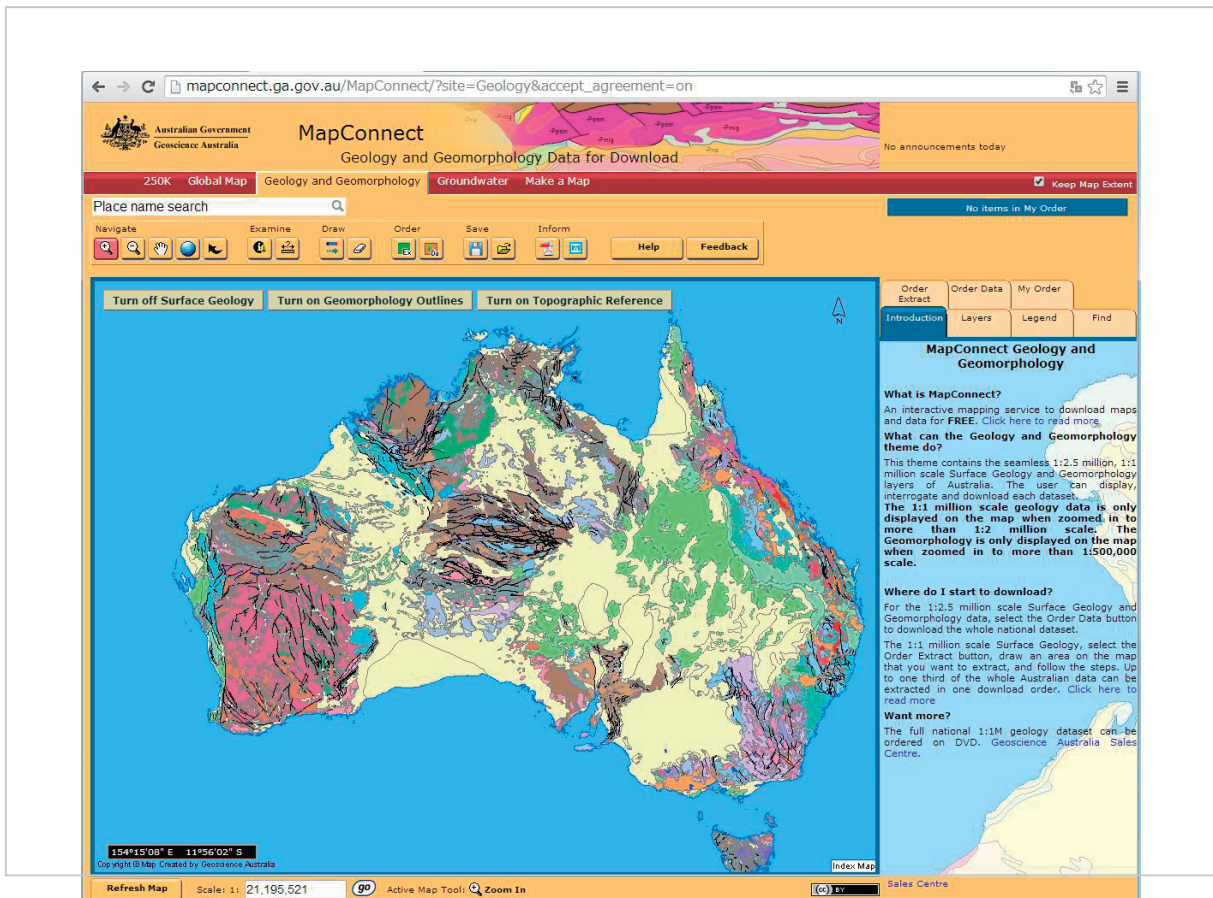 mapconnect.ga.gov.au/MapConnect/?site=Geology&accept_agreement=on
Australian Government
Geoscience Australia
MapConnect
Geology and Geomorphology Data for Download
-Ppsm
-Pmig
-Ppsm
-Ppsm
-Pmig
-Pmig
No announcements today
250K Global Map Geology and Geomorphology Groundwater Make a Map
Keep Map Extent
Place name search
No items in My Order
Navigate Examine Draw Order Save Inform
Help Feedback
Turn off Surface Geology Turn on Geomorphology Outlines Turn on Topographic Reference
N
Order Extract
Order Data
My Order
Introduction Layers Legend Find
MapConnect Geology and
Geomorphology
What is MapConnect?
An interactive mapping service to download maps
and data for FREE. Click here to read more
What can the Geology and Geomorphology
theme do?
This theme contains the seamless 1:2.5 million, 1:1
million scale Surface Geology and Geomorphology
layers of Australia. The user can display,
interrogate and download each dataset.
The 1:1 million scale geology data is only
displayed on the map when zoomed in to
more than 1:2 million scale. The
Geomorphology is only displayed on the map
when zoomed in to more than 1:500,000
scale.
Where do I start to download?
For the 1:2.5 million scale Surface Geology and
Geomorphology data, select the Order Data button
to download the whole national dataset.
The 1:1 million scale Surface Geology, select the
Order Extract button, draw an area on the map
that you want to extract, and follow the steps. Up
to one third of the whole Australian data can be
extracted in one download order. Click here to
read more
Want more?
The full national 1:1M geology dataset can be
ordered on DVD. Geoscience Australia Sales
Centre.
154°15'08" E 11°56'02" S
Copyright © Map Created by Geoscience Australia
Index Map
Refresh Map Scale: 1: 21,195,521 go Active Map Tool: Zoom In
(cc) BY
Sales Centre